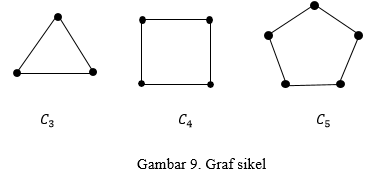 C₃ C₄ C₅
Gambar 9. Graf sikel